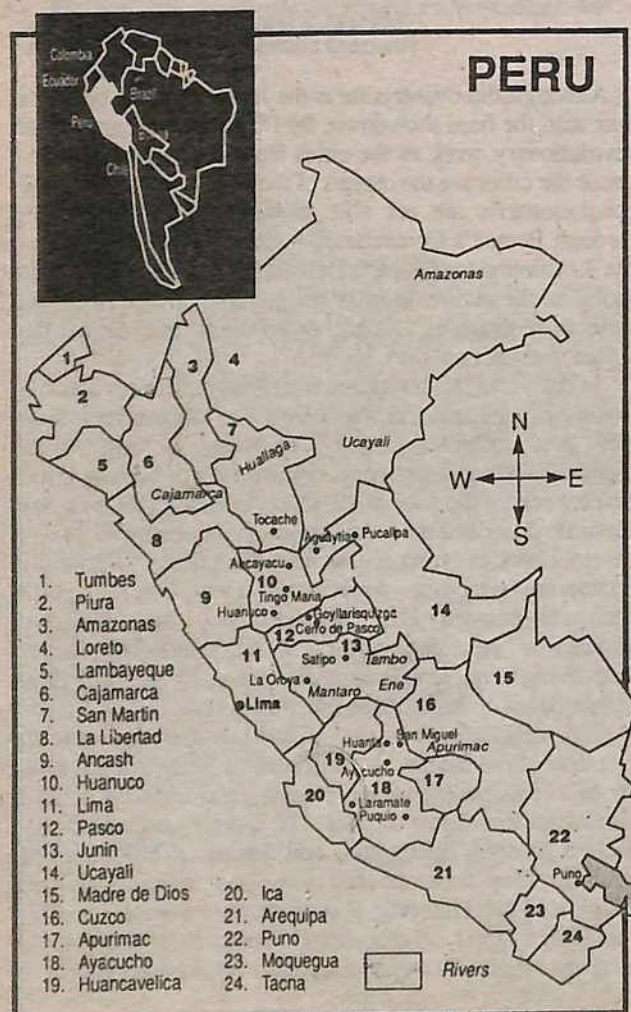 PERU
Colombia
Ecuador
Brazil
Peru
Chile
Amazonas
1
2
3
4
5
6
7
Huallaga
Ucayali
Cajamarca
N
W E
S
8
Tocache
Aguaytia
Pucallpa
Aucayacu
9
10
Tingo Maria
Huanuco
Goyllarisquizga
Cerro de Pasco
12
13
14
11
Satipo
Tambo
La Oroya
Ene
Mantaro
15
16
Lima
San Miguel
Huanta
Apurimac
19
Ayacucho
17
18
20
Laramate
Puquio
21
22
Puno
23
24
1. Tumbes
2. Piura
3. Amazonas
4. Loreto
5. Lambayeque
6. Cajamarca
7. San Martin
8. La Libertad
9. Ancash
10. Huanuco
11. Lima
12. Pasco
13. Junin
14. Ucayali
15. Madre de Dios
16. Cuzco
17. Apurimac
18. Ayacucho
19. Huancavelica
20. Ica
21. Arequipa
22. Puno
23. Moquegua
24. Tacna
Rivers